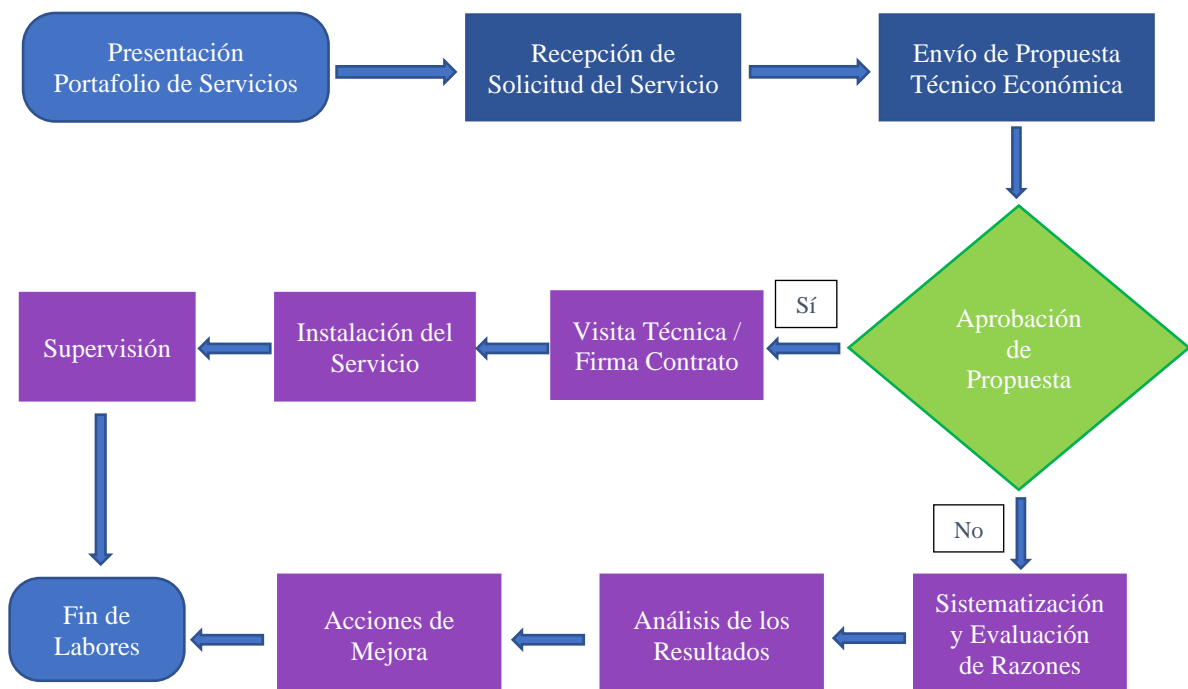 Presentación
Portafolio de Servicios
Recepción de
Solicitud del Servicio
Envío de Propuesta
Técnico Económica
Aprobación
de
Propuesta
Sí
Visita Técnica /
Firma Contrato
Instalación del
Servicio
Supervisión
No
Sistematización
y Evaluación
de Razones
Análisis de los
Resultados
Acciones de
Mejora
Fin de
Labores